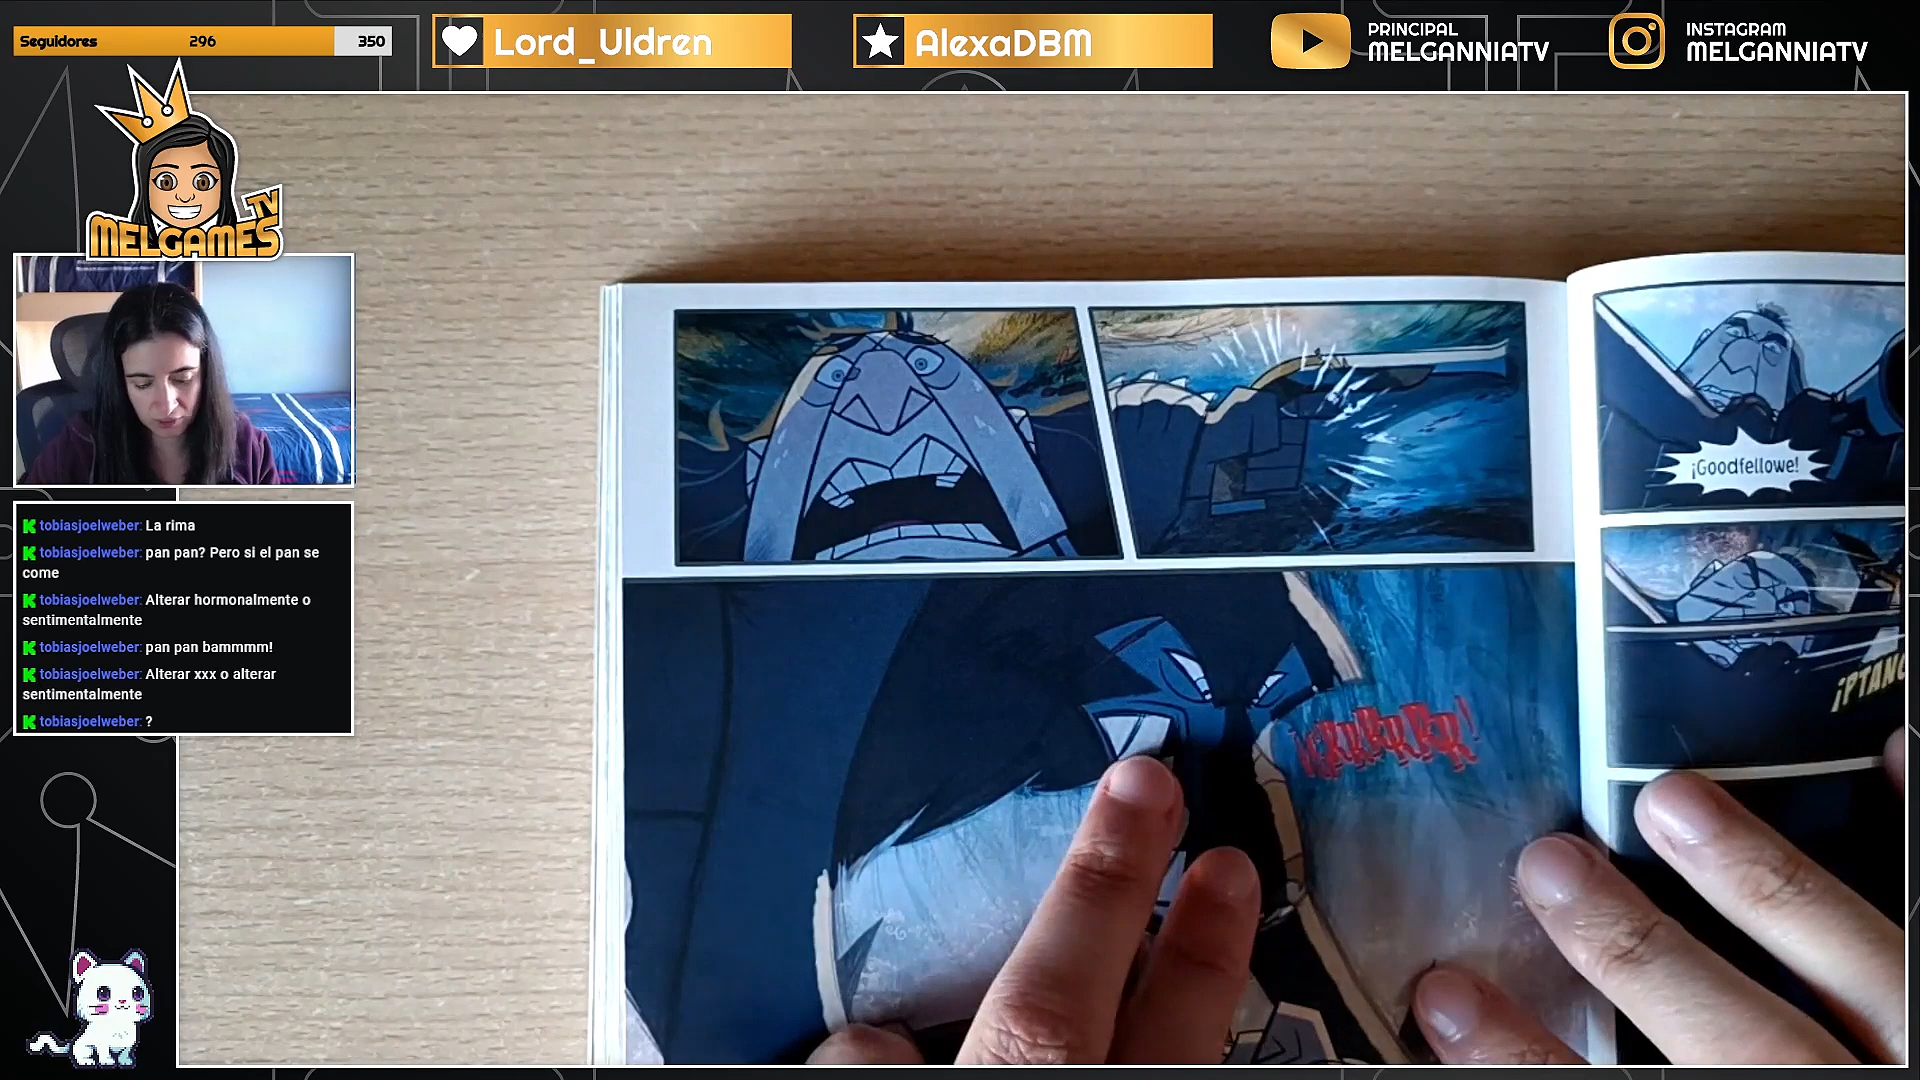 Seguidores 296 350
Lord_Uldren
AlexaDBM
PRINCIPAL
MELGANNIATV
INSTAGRAM
MELGANNIATV
MELGAMES
TV
tobiasjoelweber: La rima
tobiasjoelweber: pan pan? Pero si el pan se
come
tobiasjoelweber: Alterar hormonalmente o
sentimentalmente
tobiasjoelweber: pan pan bammmm!
tobiasjoelweber: Alterar xxx o alterar
sentimentalmente
tobiasjoelweber: ?
¡Goodfellowe!